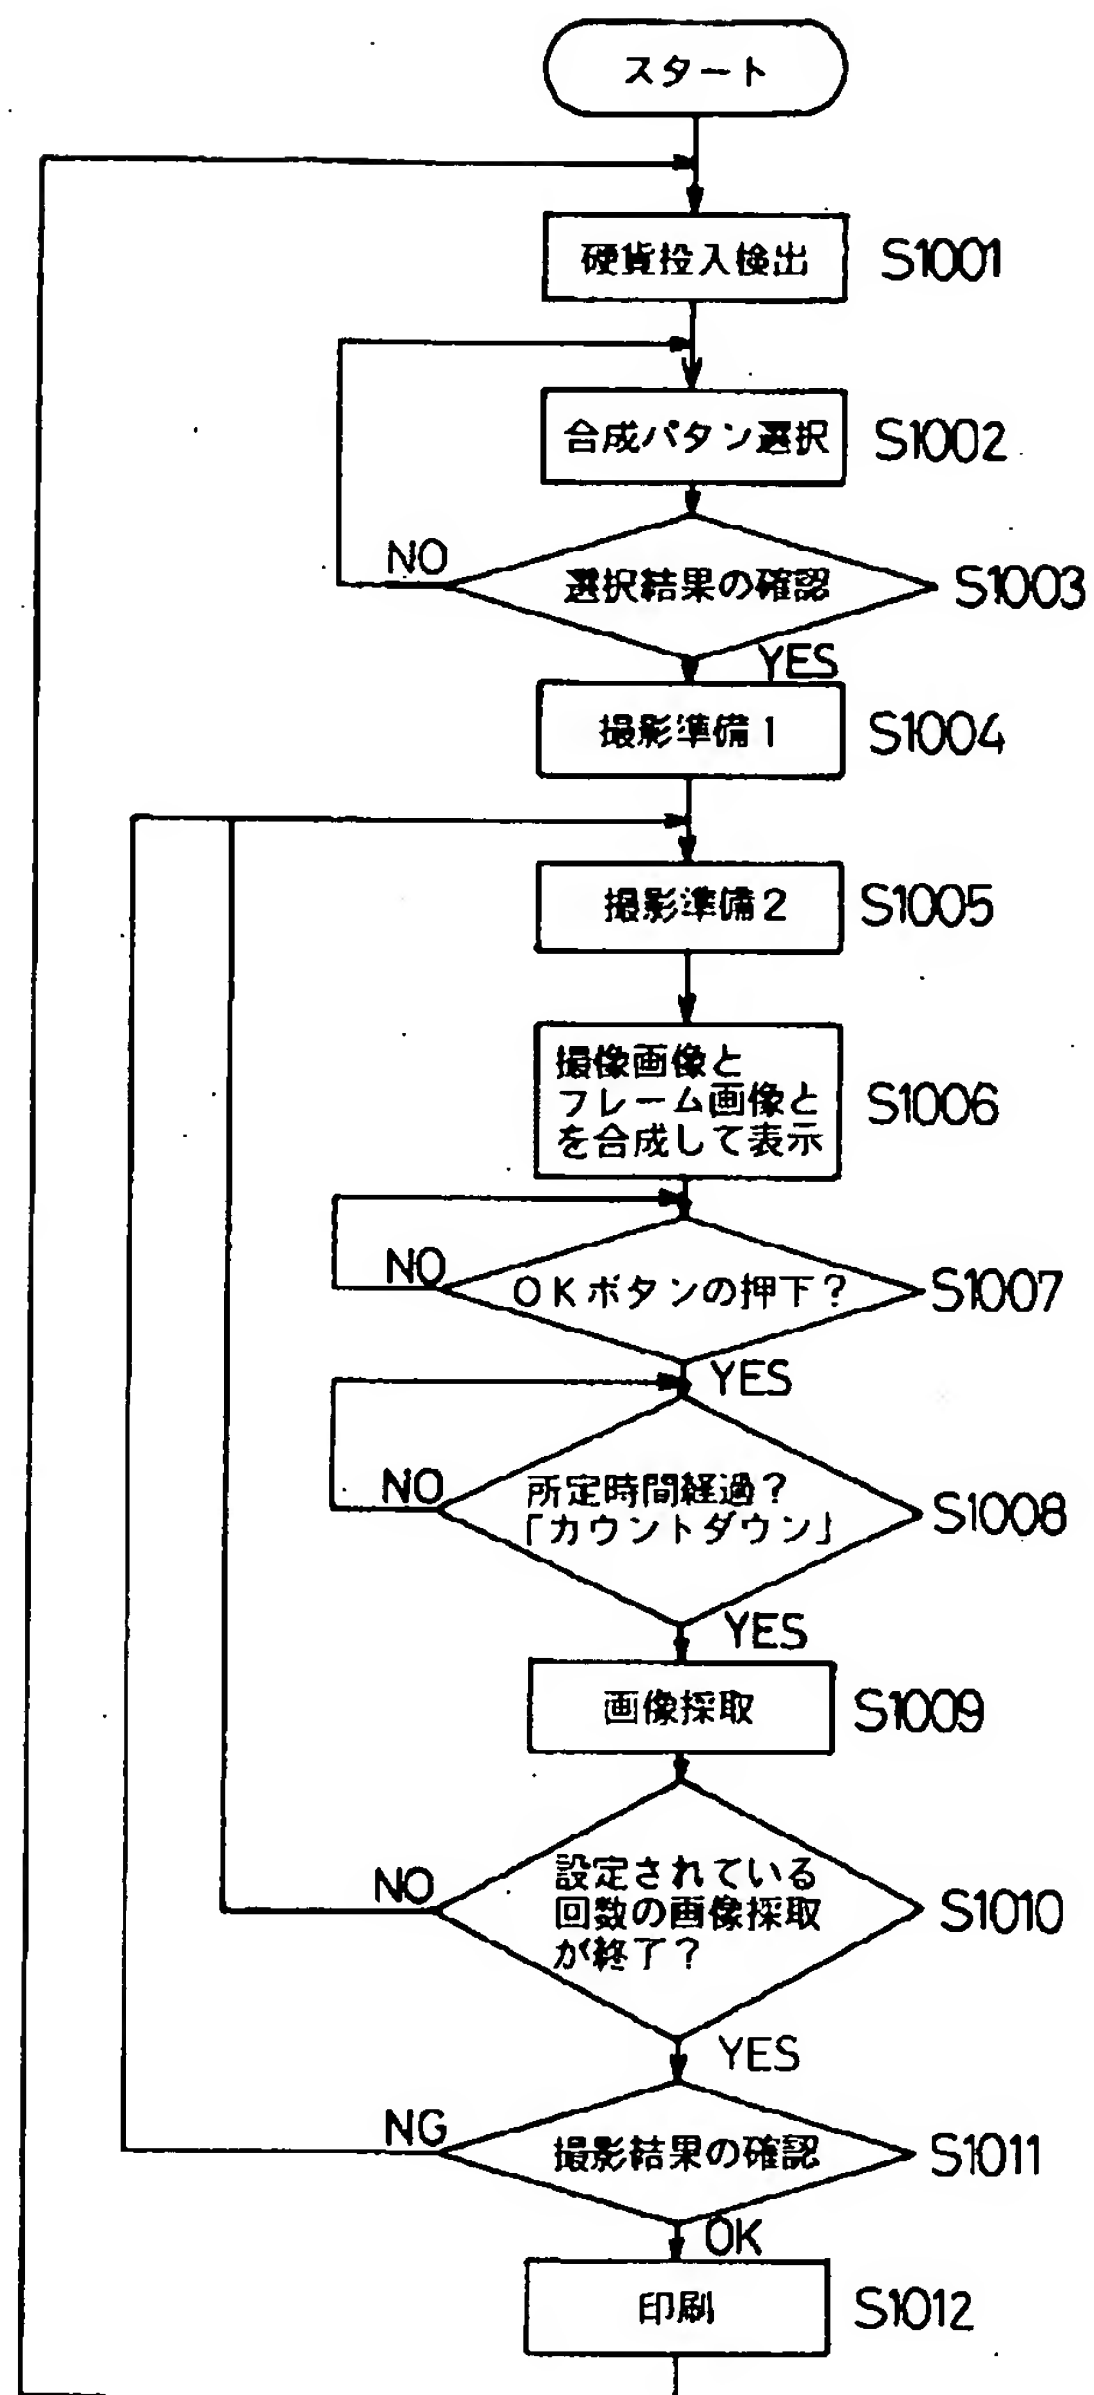 スタート
硬貨投入検出 S1001
合成パタン選択 S1002
NO
選択結果の確認 S1003
YES
撮影準備1 S1004
撮影準備2 S1005
撮像画像と
フレーム画像と S1006
を合成して表示
NO
OKボタンの押下? S1007
YES
NO
所定時間経過?
「カウントダウン」 S1008
YES
画像採取 S1009
NO
設定されている
回数の画像採取 S1010
が終了?
YES
NG
撮影結果の確認 S1011
OK
印刷 S1012